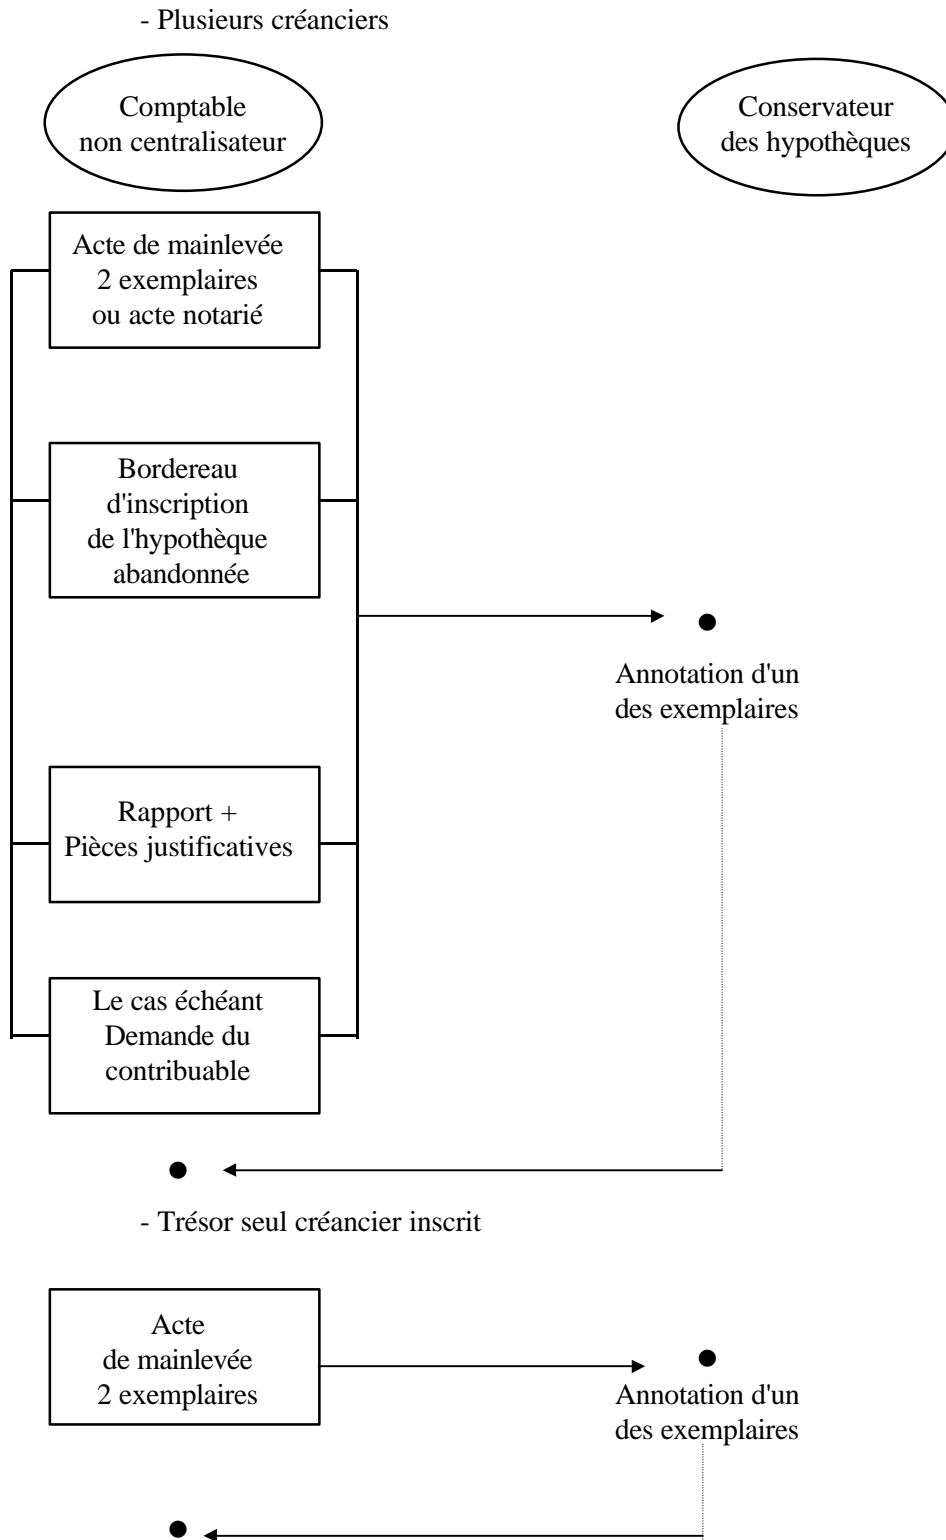 - Plusieurs créanciers
Comptable
non centralisateur
Conservateur
des hypothèques
Acte de mainlevée
2 exemplaires
ou acte notarié
Bordereau
d'inscription
de l'hypothèque
abandonnée
Annotation d'un
des exemplaires
Rapport +
Pièces justificatives
Le cas échéant
Demande du
contribuable
- Trésor seul créancier inscrit
Acte
de mainlevée
2 exemplaires
Annotation d'un
des exemplaires